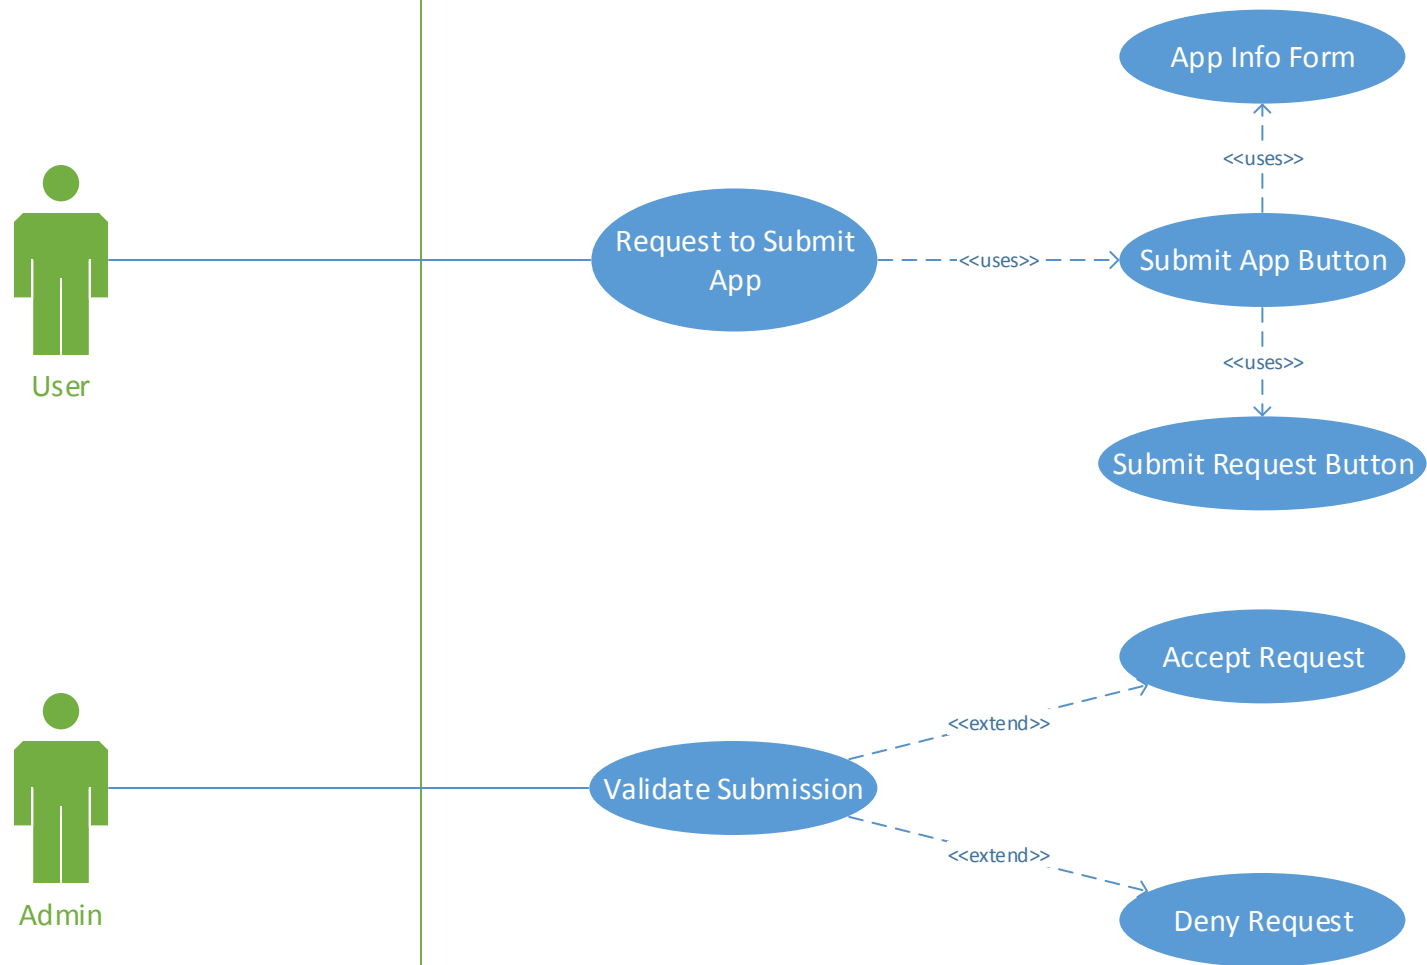 App Info Form
<<uses>>
Request to Submit
App
<<uses>>
Submit App Button
User
<<uses>>
Submit Request Button
Accept Request
<<extend>>
Validate Submission
<<extend>>
Admin
Deny Request